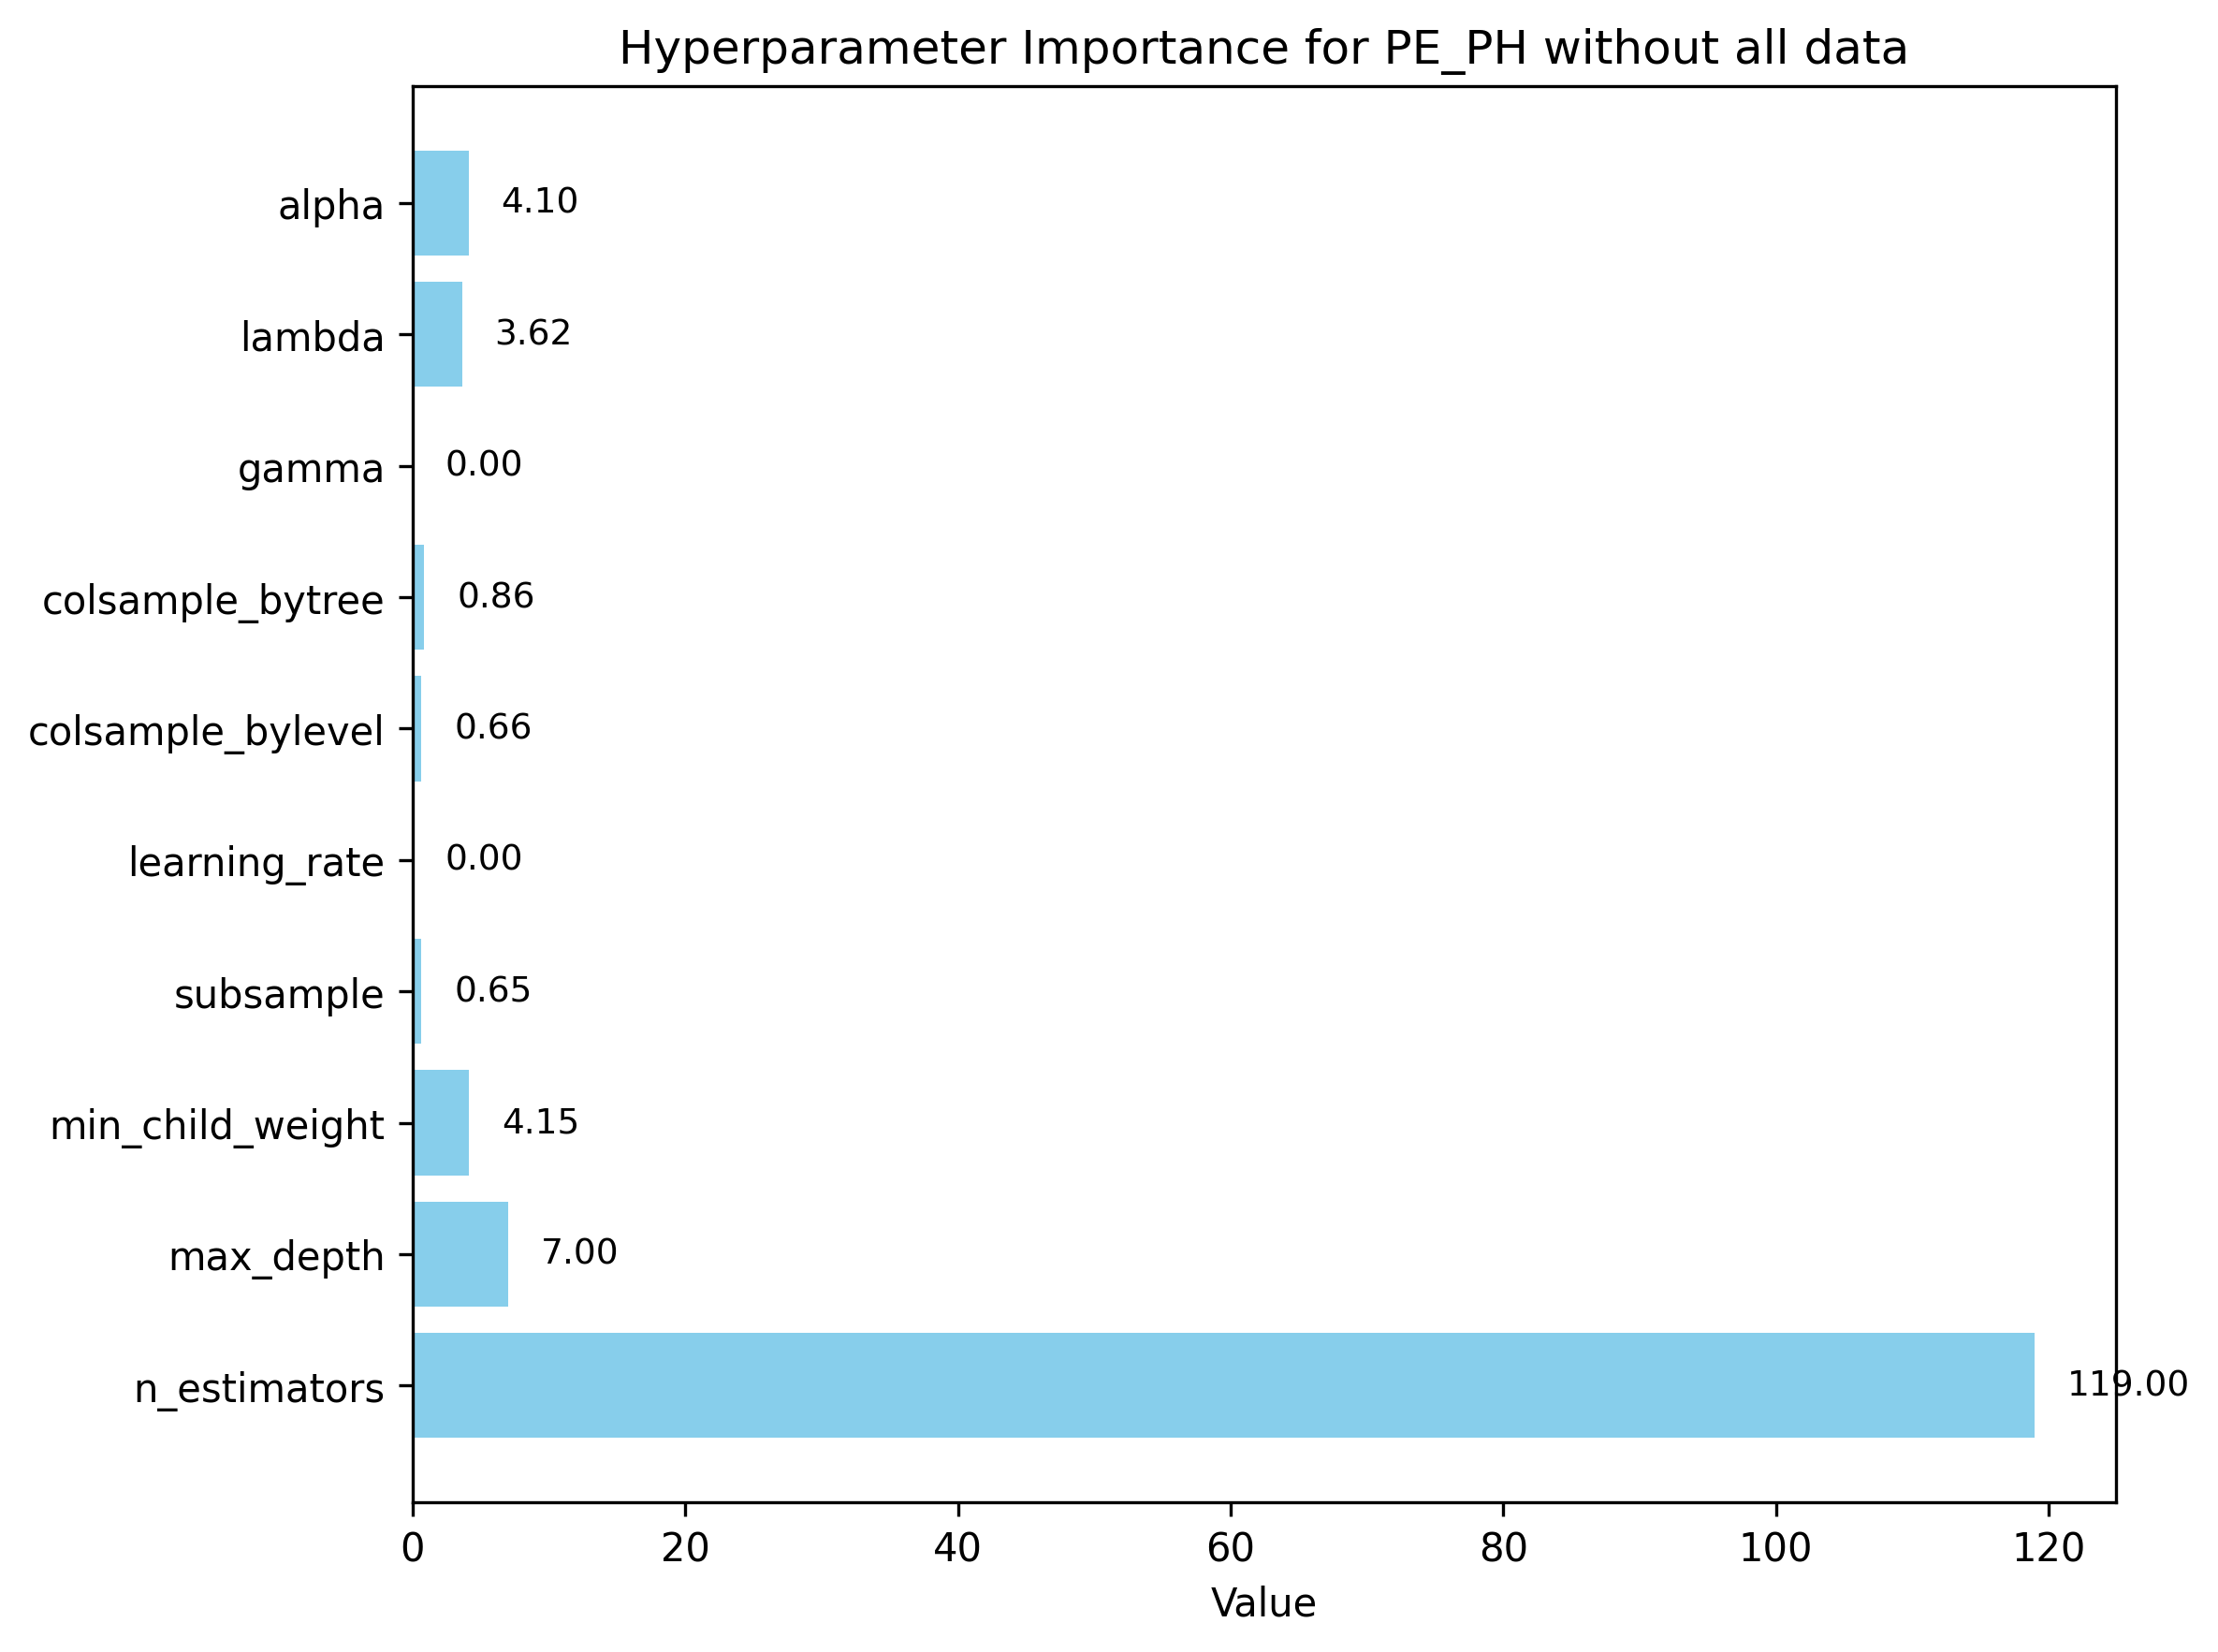 Hyperparameter Importance for PE_PH without all data
alpha 4.10
lambda 3.62
gamma 0.00
colsample_bytree 0.86
colsample_bylevel 0.66
learning_rate 0.00
subsample 0.65
min_child_weight 4.15
max_depth 7.00
n_estimators 119.00
0 20 40 60 80 100 120
Value